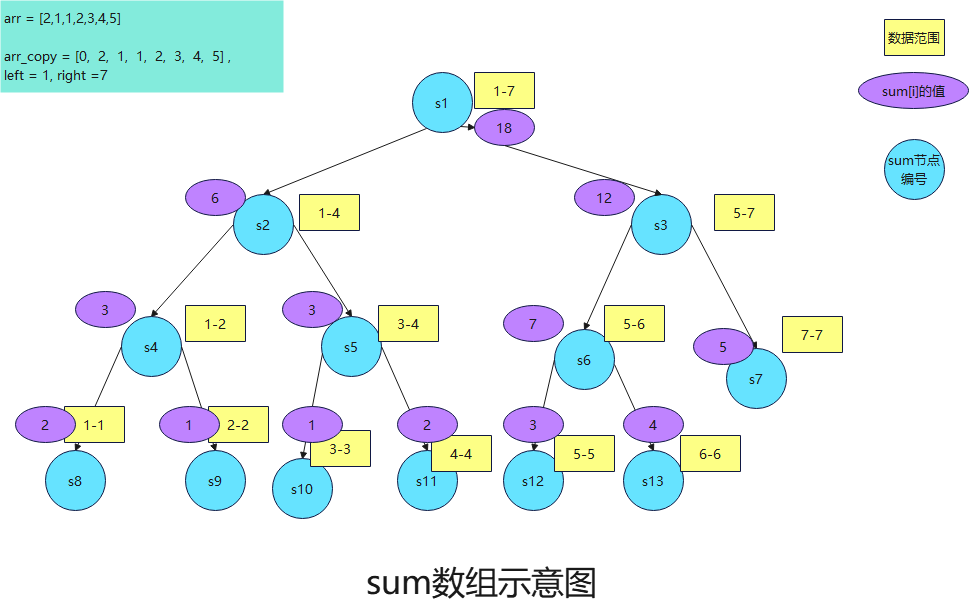 arr = [2,1,1,2,3,4,5]
arr_copy = [0, 2, 1, 1, 2, 3, 4, 5] ,
left = 1, right =7
数据范围
sum[i]的值
sum节点
编号
s1
1-7
18
6
s2
1-4
12
s3
5-7
3
s4
1-2
3
s5
3-4
7
s6
5-6
5
s7
7-7
2
1-1
s8
1
2-2
s9
1
3-3
s10
2
4-4
s11
3
5-5
s12
4
6-6
s13
sum数组示意图